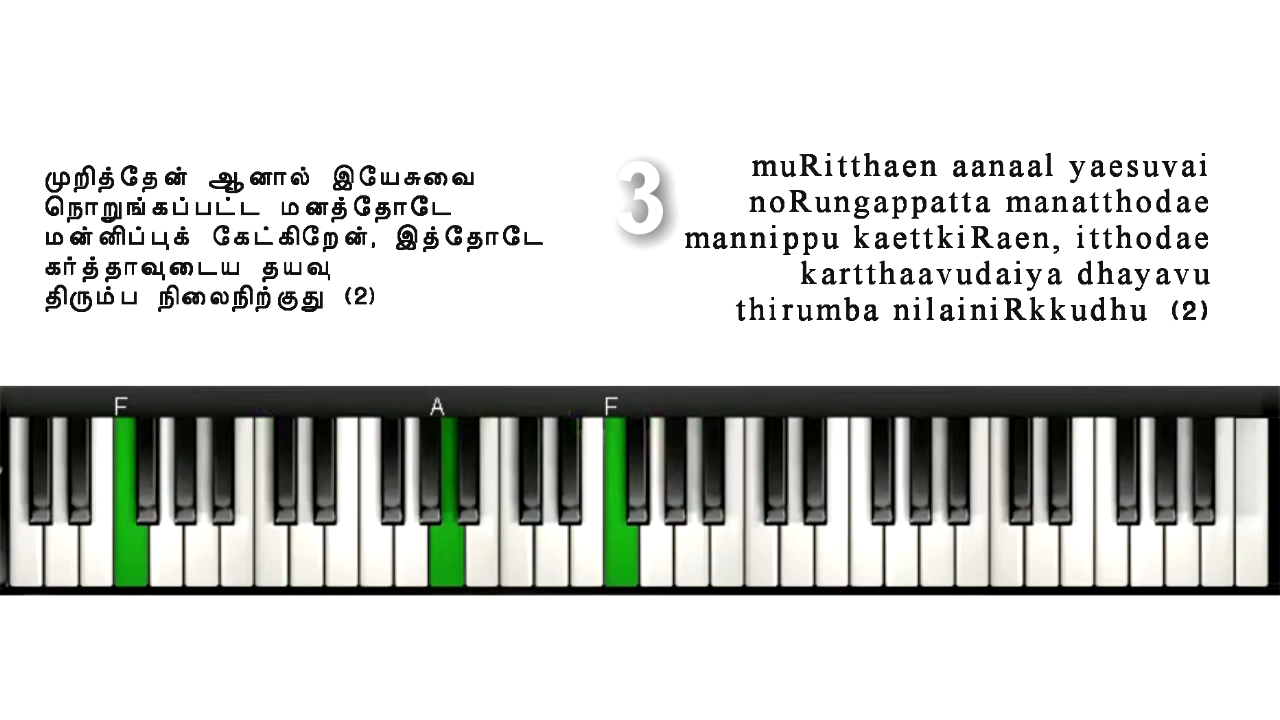 முறித்தேன் ஆனால் இயேசுவை
நொறுங்கப்பட்ட மனத்தோடே
மன்னிப்புக் கேட்கிறேன், இத்தோடே
கர்த்தாவுடைய தயவு
திரும்ப நிலைநிற்குது (2)
3
muRitthaen aanaal yaesuvai
noRungappatta manatthodae
mannippu kaettkiRaen, itthodae
kartthaavudaiya dhayavu
thirumba nilainiRkkudhu (2)
F A F